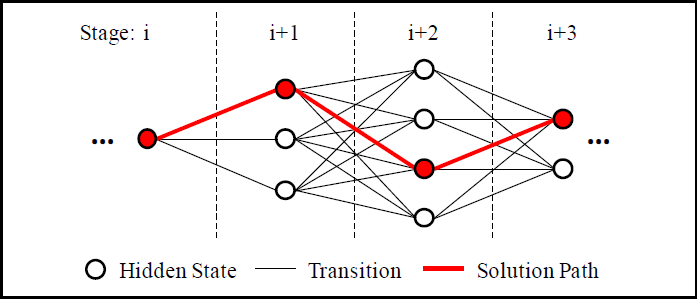 Stage: i i+1 i+2 i+3
... ...
Hidden State Transition Solution Path